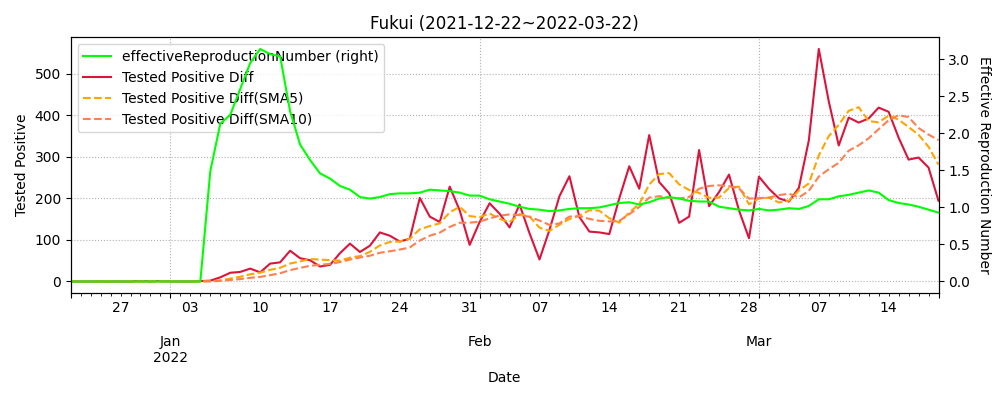 Fukui (2021-12-22~2022-03-22)
effectiveReproductionNumber (right)
Tested Positive Diff
Tested Positive Diff(SMA5)
Tested Positive Diff(SMA10)
Tested Positive
500
400
300
200
100
0
3.0
2.5
2.0
1.5
1.0
0.5
0.0
Effective Reproduction Number
27 03 10 17 24 31 07 14 21 28 07 14
Jan Feb Mar
2022
Date